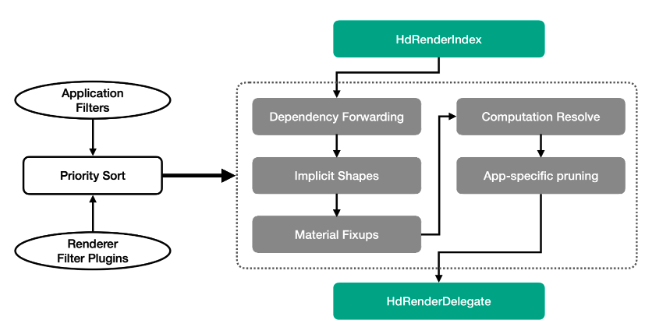 HdRenderIndex
Application
Filters
Dependency Forwarding
Computation Resolve
Priority Sort
Implicit Shapes
App-specific pruning
Material Fixups
Renderer
Filter Plugins
HdRenderDelegate